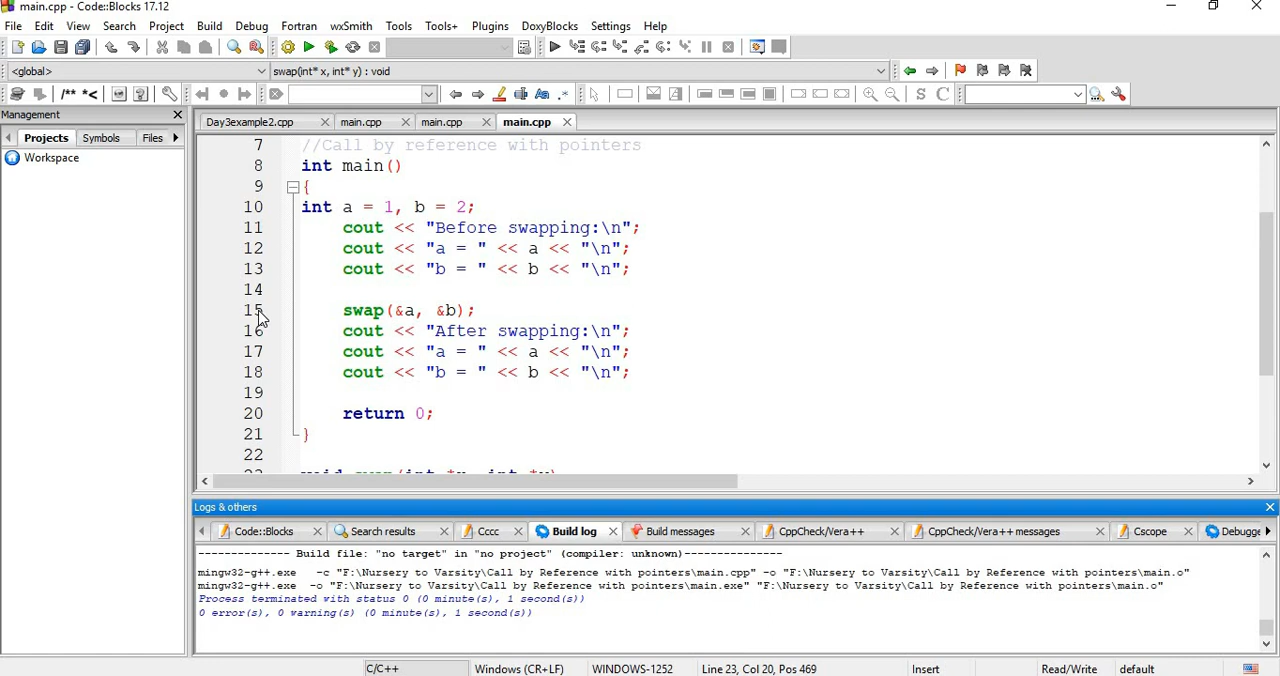 main.cpp - Code::Blocks 17.12
File Edit View Search Project Build Debug Fortran wxSmith Tools Tools+ Plugins DoxyBlocks Settings Help
<global> swap(int* x, int* y) : void
/** *< S C
Aa .*
Management
Projects Symbols Files
Workspace
Day3example2.cpp main.cpp main.cpp main.cpp
7 //Call by reference with pointers
8 int main()
9 {
10 int a = 1, b = 2;
11 cout << "Before swapping:\n";
12 cout << "a = " << a << "\n";
13 cout << "b = " << b << "\n";
14
15 swap(&a, &b);
16 cout << "After swapping:\n";
17 cout << "a = " << a << "\n";
18 cout << "b = " << b << "\n";
19
20 return 0;
21 }
22
23 void swap(int *x, int *y)
Logs & others
Code::Blocks Search results Cccc Build log Build messages CppCheck/Vera++ CppCheck/Vera++ messages Cscope Debugge
-------------- Build file: "no target" in "no project" (compiler: unknown)---------------
mingw32-g++.exe -c "F:\Nursery to Varsity\Call by Reference with pointers\main.cpp" -o "F:\Nursery to Varsity\Call by Reference with pointers\main.o"
mingw32-g++.exe -o "F:\Nursery to Varsity\Call by Reference with pointers\main.exe" "F:\Nursery to Varsity\Call by Reference with pointers\main.o"
Process terminated with status 0 (0 minute(s), 1 second(s))
0 error(s), 0 warning(s) (0 minute(s), 1 second(s))
C/C++ Windows (CR+LF) WINDOWS-1252 Line 23, Col 20, Pos 469 Insert Read/Write default